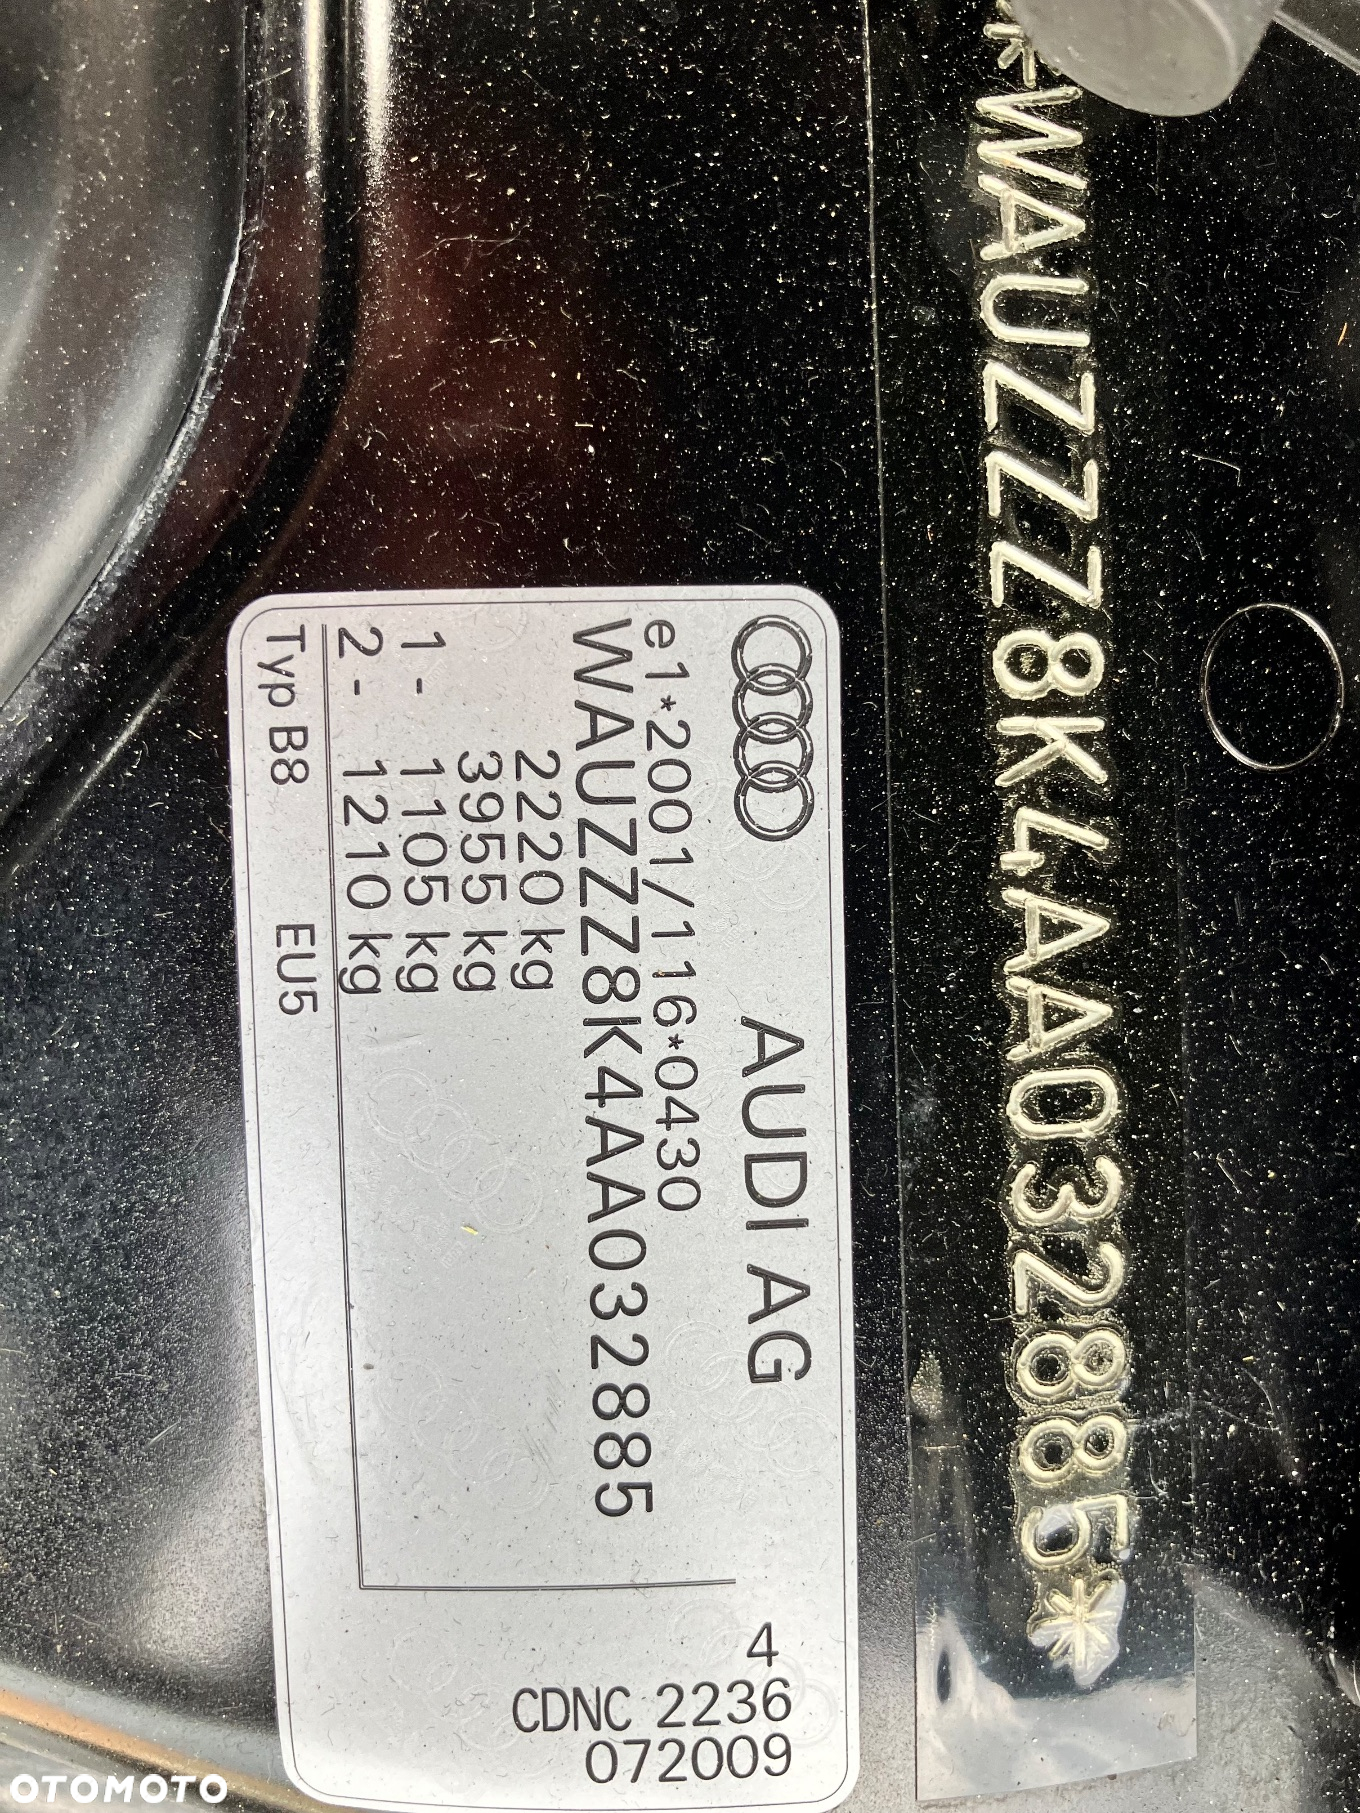 *WAUZZZ8K4AA032885*
AUDI AG
e1*2001/116*0430
WAUZZZ8K4AA032885
2220 kg
3955 kg
1- 1105 kg
2- 1210 kg
Typ B8 EU5
4
CDNC 2236
072009
OTOMOTO